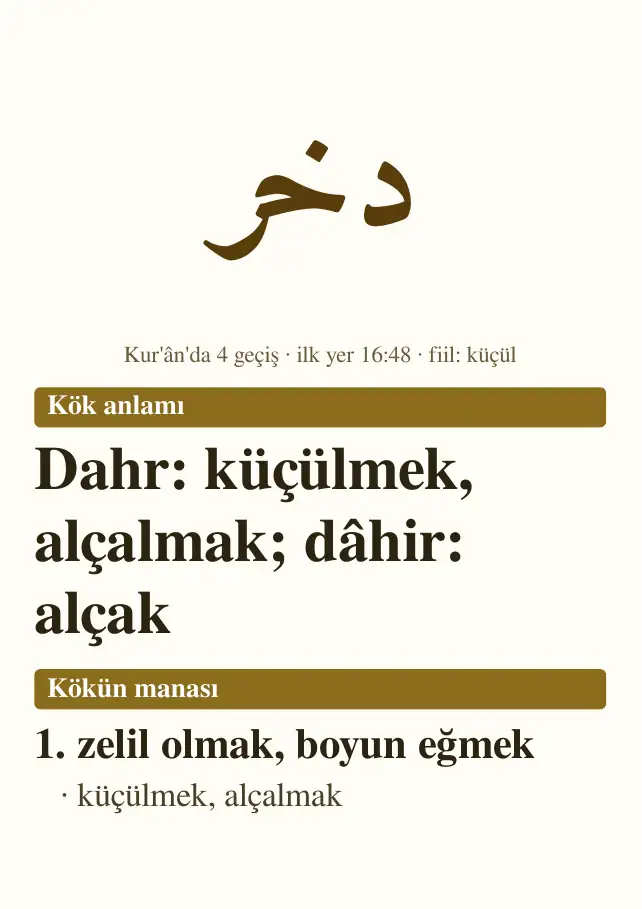 دخر
Kur'ân'da 4 geçiş · ilk yer 16:48 · fiil: küçül
Kök anlamı
Dahr: küçülmek,
alçalmak; dâhir:
alçak
Kökün manası
1. zelil olmak, boyun eğmek
· küçülmek, alçalmak